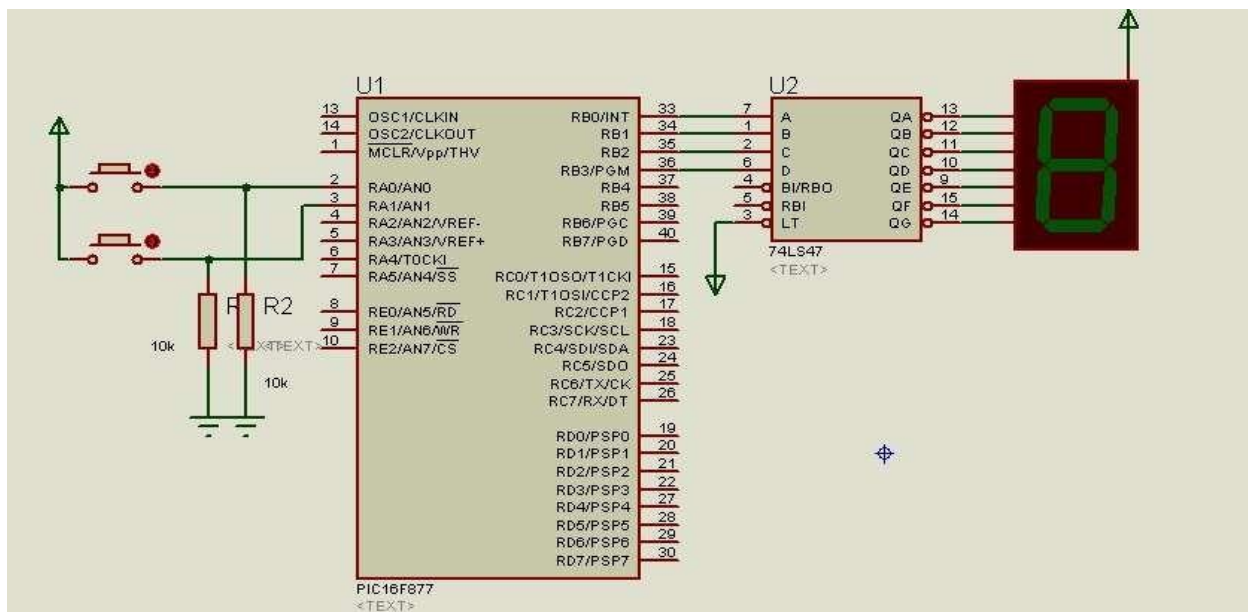 U1
13 OSC1/CLKIN
14 OSC2/CLKOUT
1 MCLR/Vpp/THV
2 RA0/AN0
3 RA1/AN1
4 RA2/AN2/VREF-
5 RA3/AN3/VREF+
6 RA4/T0CKI
7 RA5/AN4/SS
8 RE0/AN5/RD
9 RE1/AN6/WR
10 RE2/AN7/CS
RB0/INT 33
RB1 34
RB2 35
RB3/PGM 36
RB4 37
RB5 38
RB6/PGC 39
RB7/PGD 40
RC0/T1OSO/T1CKI 15
RC1/T1OSI/CCP2 16
RC2/CCP1 17
RC3/SCK/SCL 18
RC4/SDI/SDA 23
RC5/SDO 24
RC6/TX/CK 25
RC7/RX/DT 26
RD0/PSP0 19
RD1/PSP1 20
RD2/PSP2 21
RD3/PSP3 22
RD4/PSP4 27
RD5/PSP5 28
RD6/PSP6 29
RD7/PSP7 30
PIC16F877
<TEXT>
R2
10k
<TEXT>
10k
U2
7 A
1 B
2 C
6 D
4 BI/RBO
5 RBI
3 LT
QA 13
QB 12
QC 11
QD 10
QE 9
QF 15
QG 14
74LS47
<TEXT>